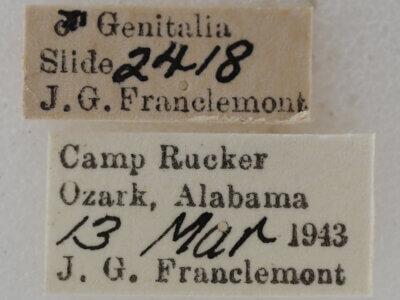 ♂ Genitalia
Slide 2418
J. G. Franclemont
Camp Rucker
Ozark, Alabama
13 Mar 1943
J. G. Franclemont